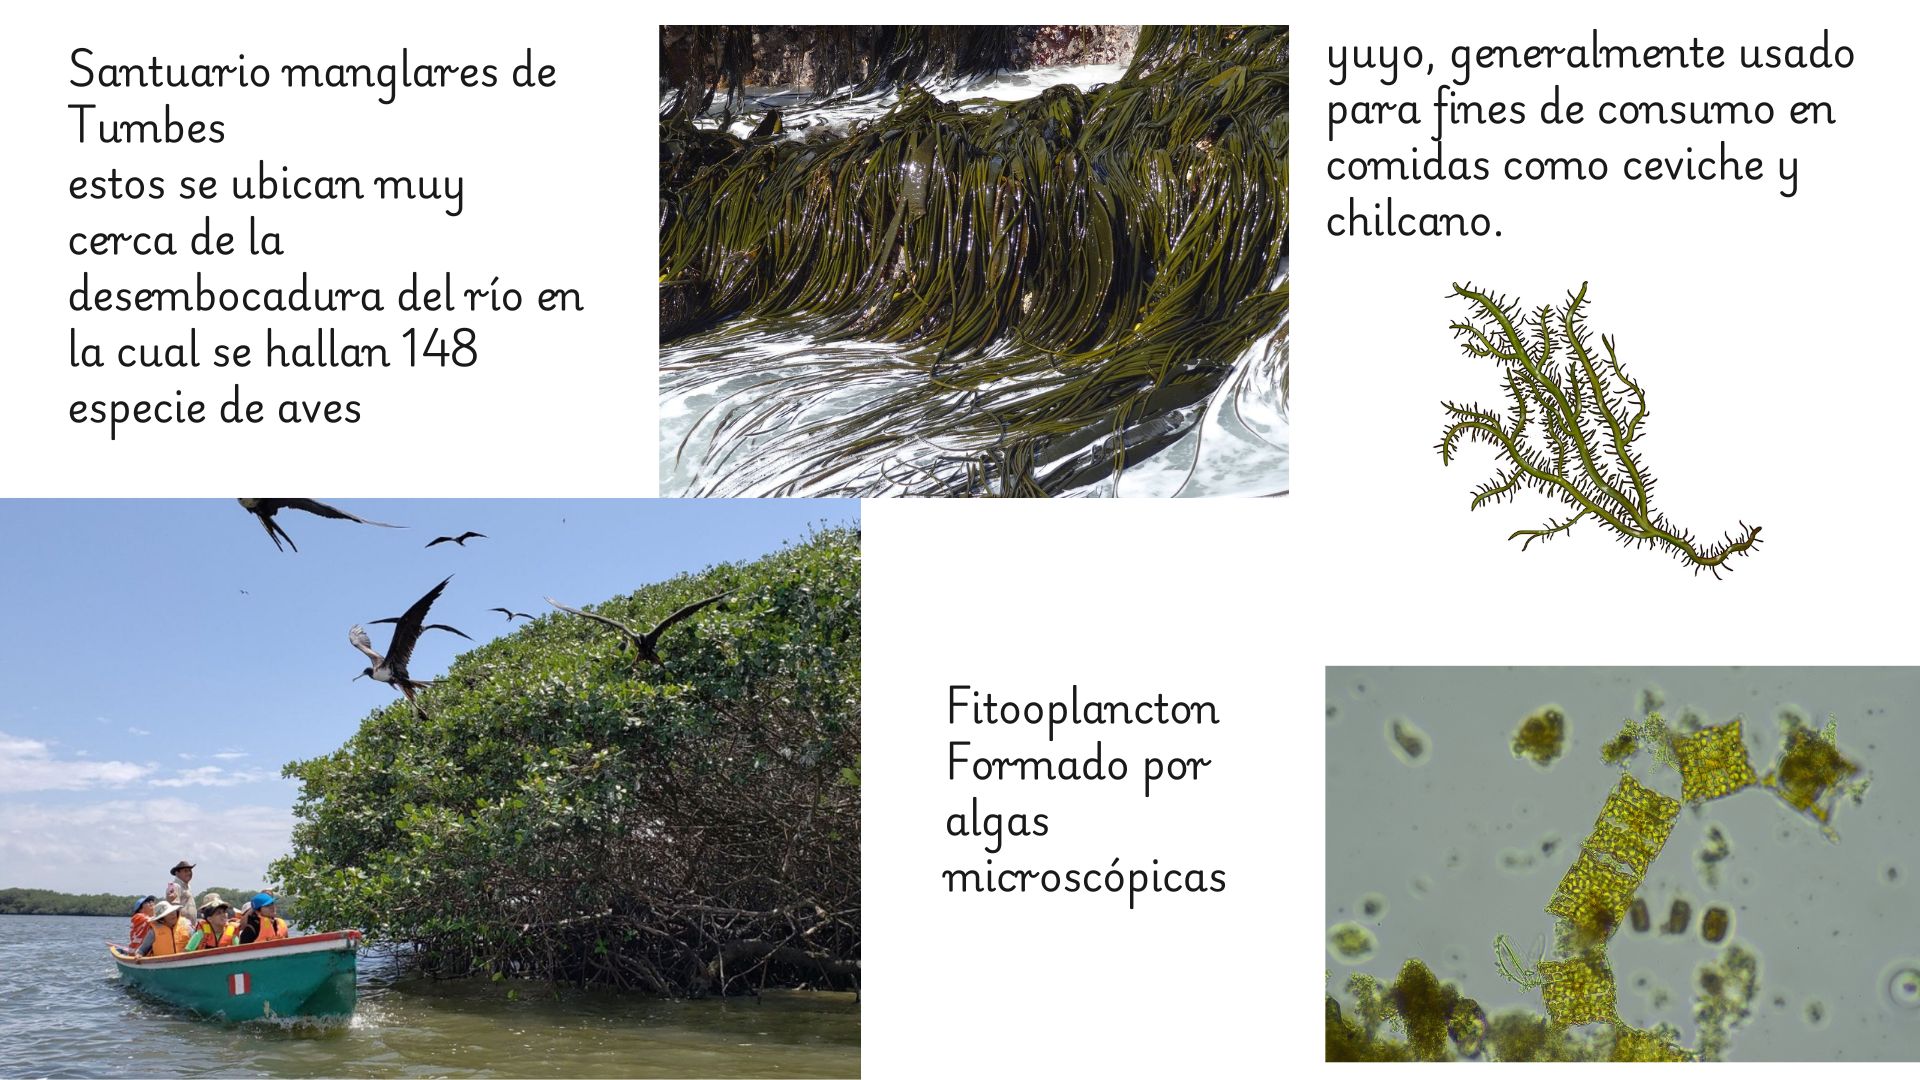 Santuario manglares de
Tumbes
estos se ubican muy
cerca de la
desembocadura del río en
la cual se hallan 148
especie de aves
yuyo, generalmente usado
para fines de consumo en
comidas como ceviche y
chilcano.
Fitooplancton
Formado por
algas
microscópicas